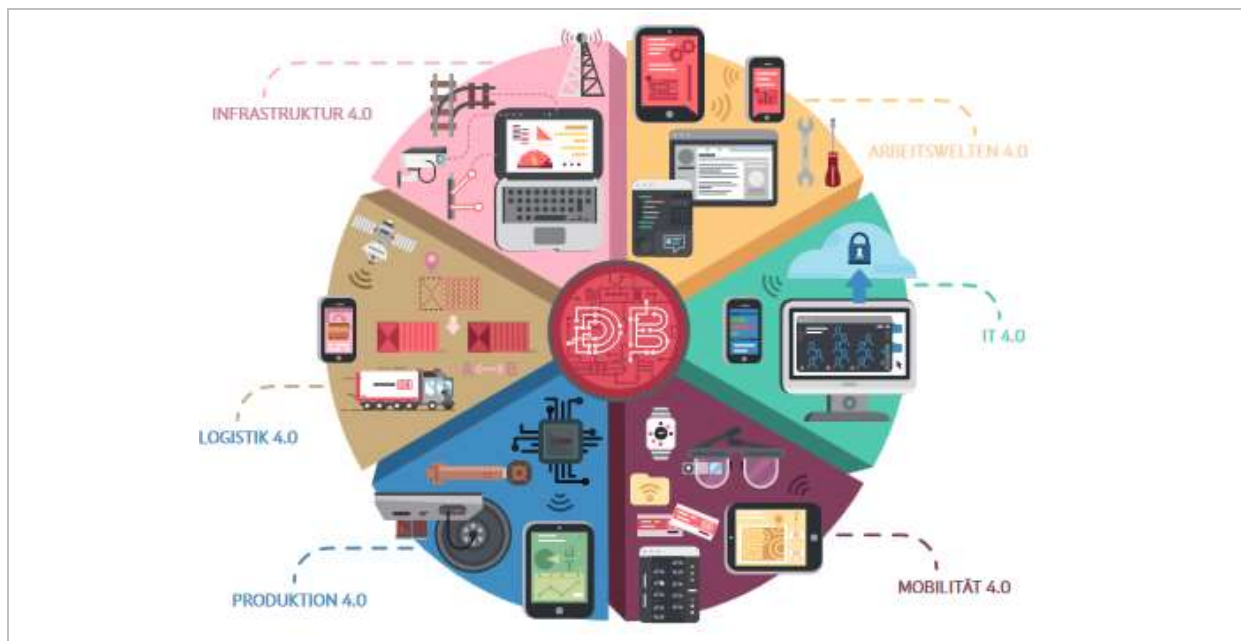 INFRASTRUKTUR 4.0
ARBEITSWELTEN 4.0
DB
IT 4.0
A B
LOGISTIK 4.0
PRODUKTION 4.0
MOBILITÄT 4.0